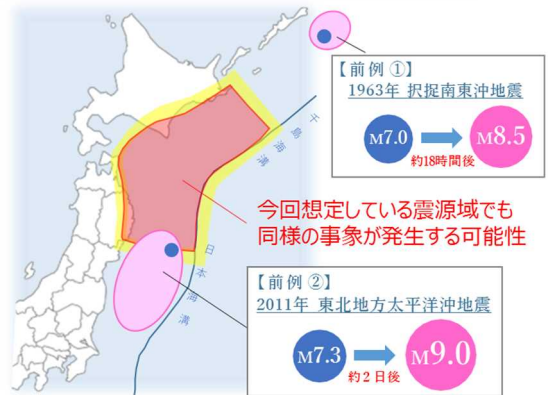 【前例 ①】
1963年 択捉南東沖地震
M7.0
M8.5
約18時間後
千島海溝
今回想定している震源域でも
同様の事象が発生する可能性
日本海溝
【前例 ②】
2011年 東北地方太平洋沖地震
M7.3
M9.0
約２日後